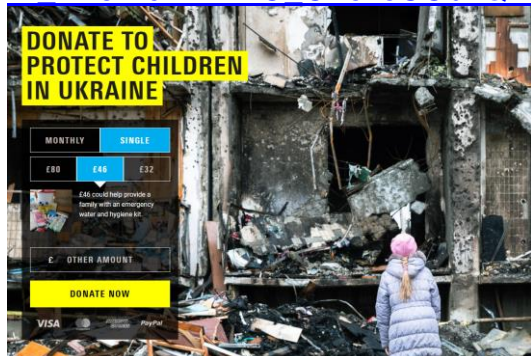 DONATE TO
PROTECT CHILDREN
IN UKRAINE
MONTHLY SINGLE
£80 £46 £32
£46 could help provide a
family with an emergency
water and hygiene kit.
£ OTHER AMOUNT
DONATE NOW
VISA PayPal